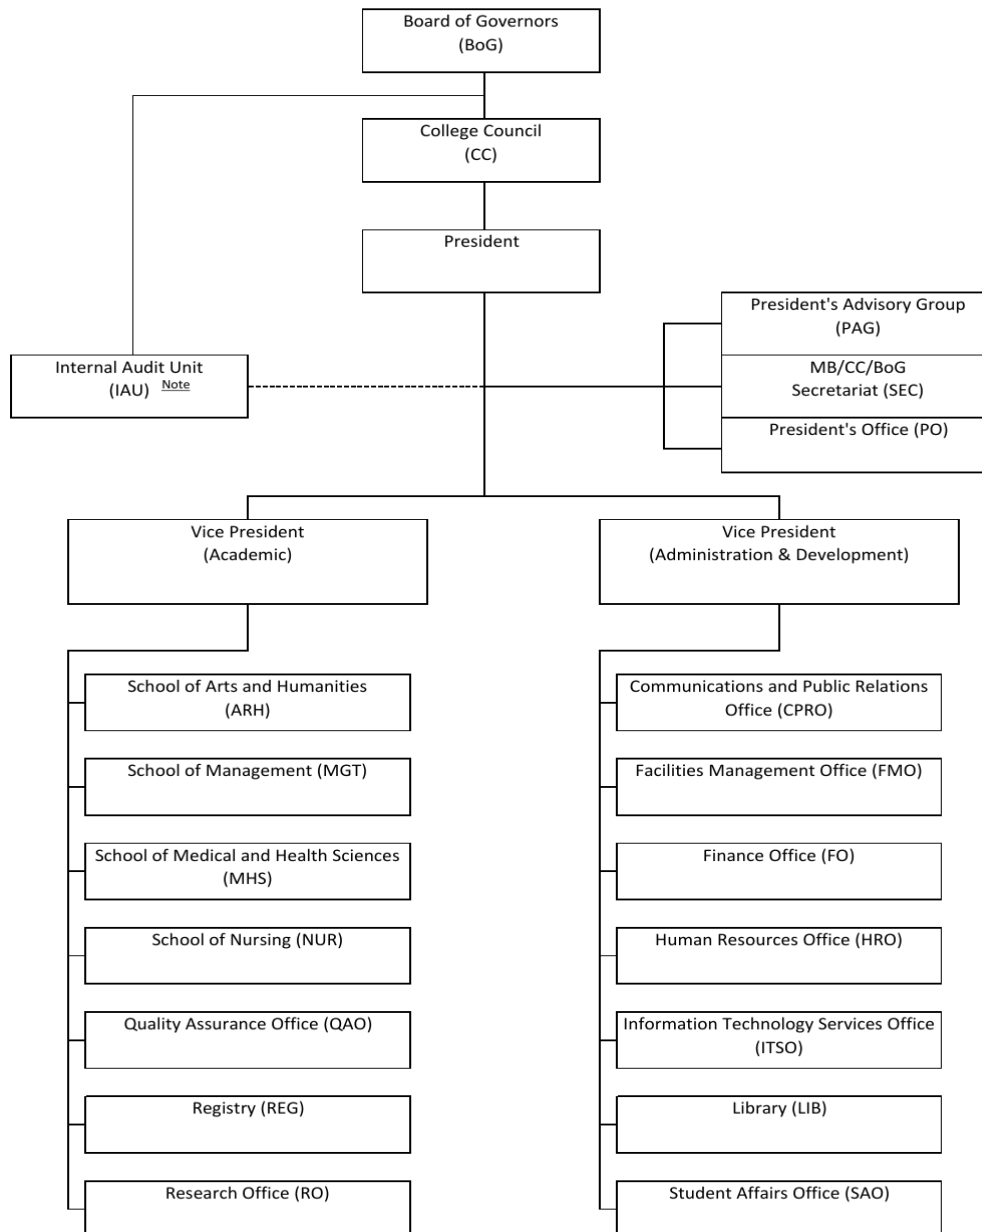 Board of Governors
(BoG)
College Council
(CC)
President
President's Advisory Group
(PAG)
Internal Audit Unit
(IAU) Note
MB/CC/BoG
Secretariat (SEC)
President's Office (PO)
Vice President
(Academic)
Vice President
(Administration & Development)
School of Arts and Humanities
(ARH)
School of Management (MGT)
School of Medical and Health Sciences
(MHS)
School of Nursing (NUR)
Quality Assurance Office (QAO)
Registry (REG)
Research Office (RO)
Communications and Public Relations
Office (CPRO)
Facilities Management Office (FMO)
Finance Office (FO)
Human Resources Office (HRO)
Information Technology Services Office
(ITSO)
Library (LIB)
Student Affairs Office (SAO)